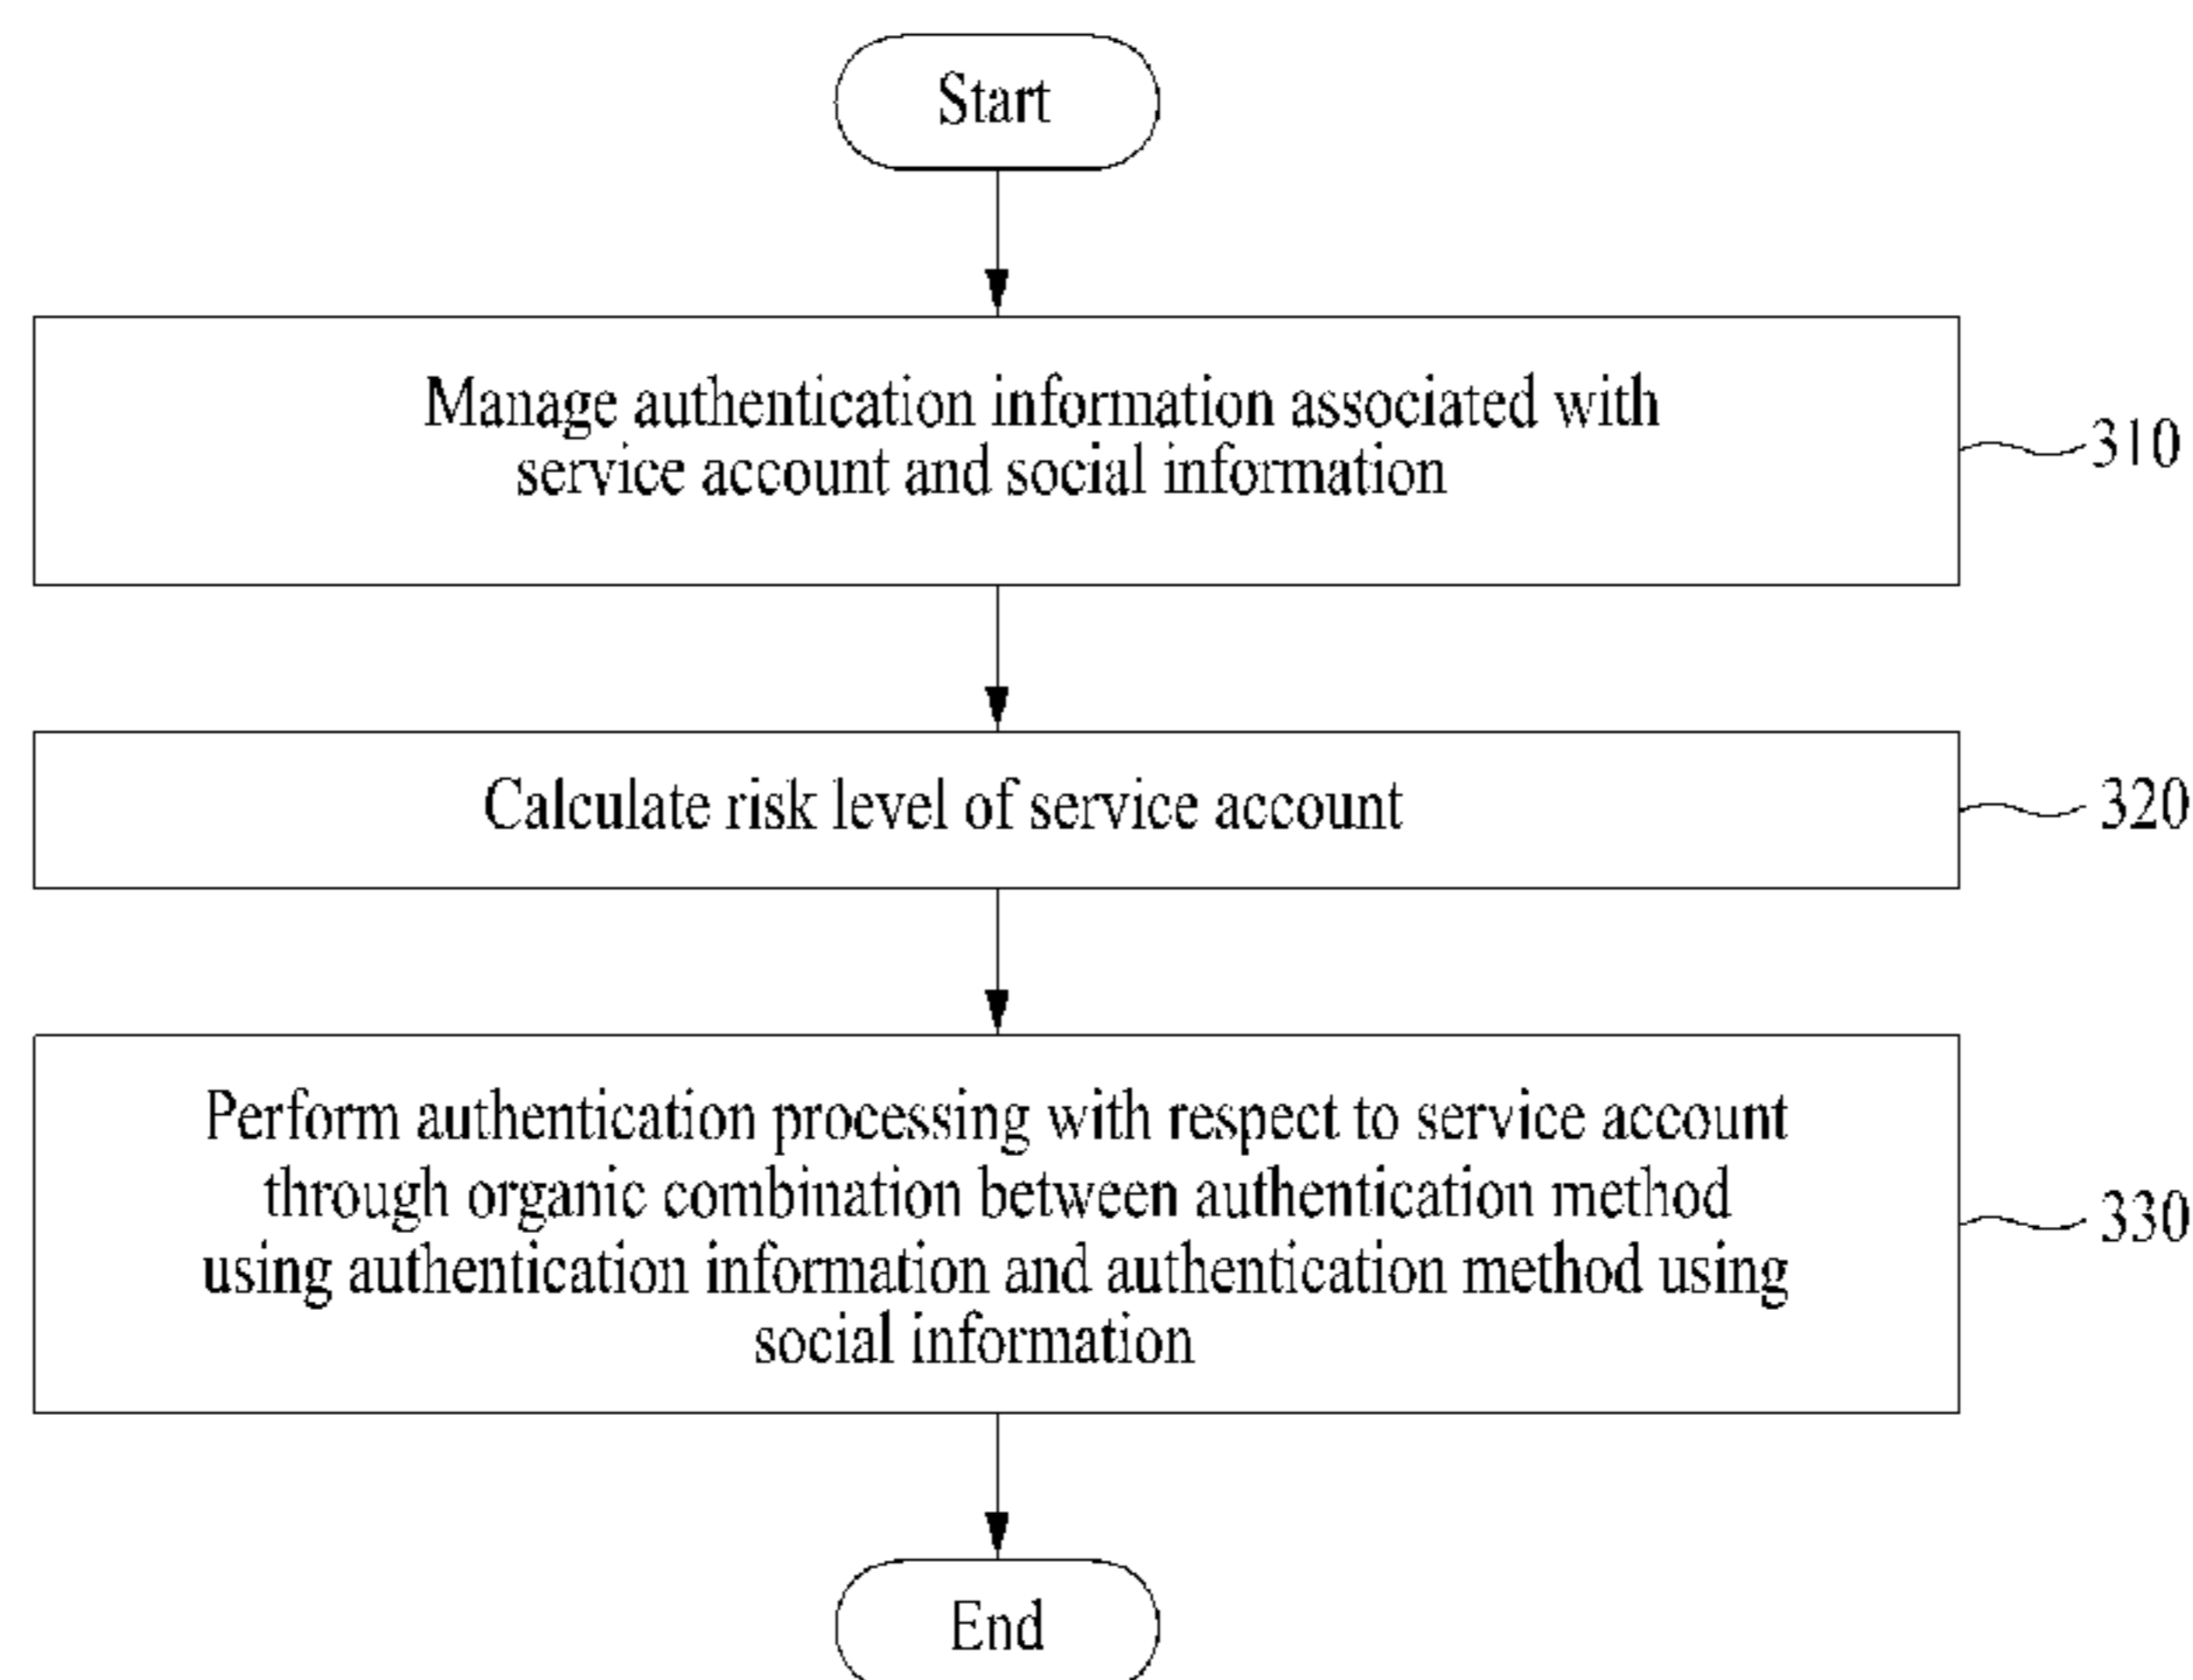 Start
Manage authentication information associated with
service account and social information
310
Calculate risk level of service account
320
Perform authentication processing with respect to service account
through organic combination between authentication method
using authentication information and authentication method using
social information
330
End